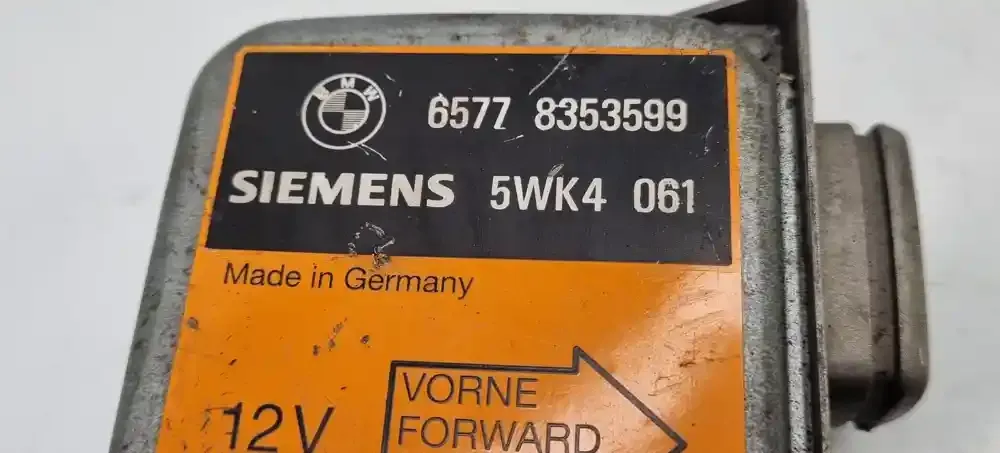 BMW
6577 8353599
SIEMENS 5WK4 061
Made in Germany
12V
VORNE
FORWARD